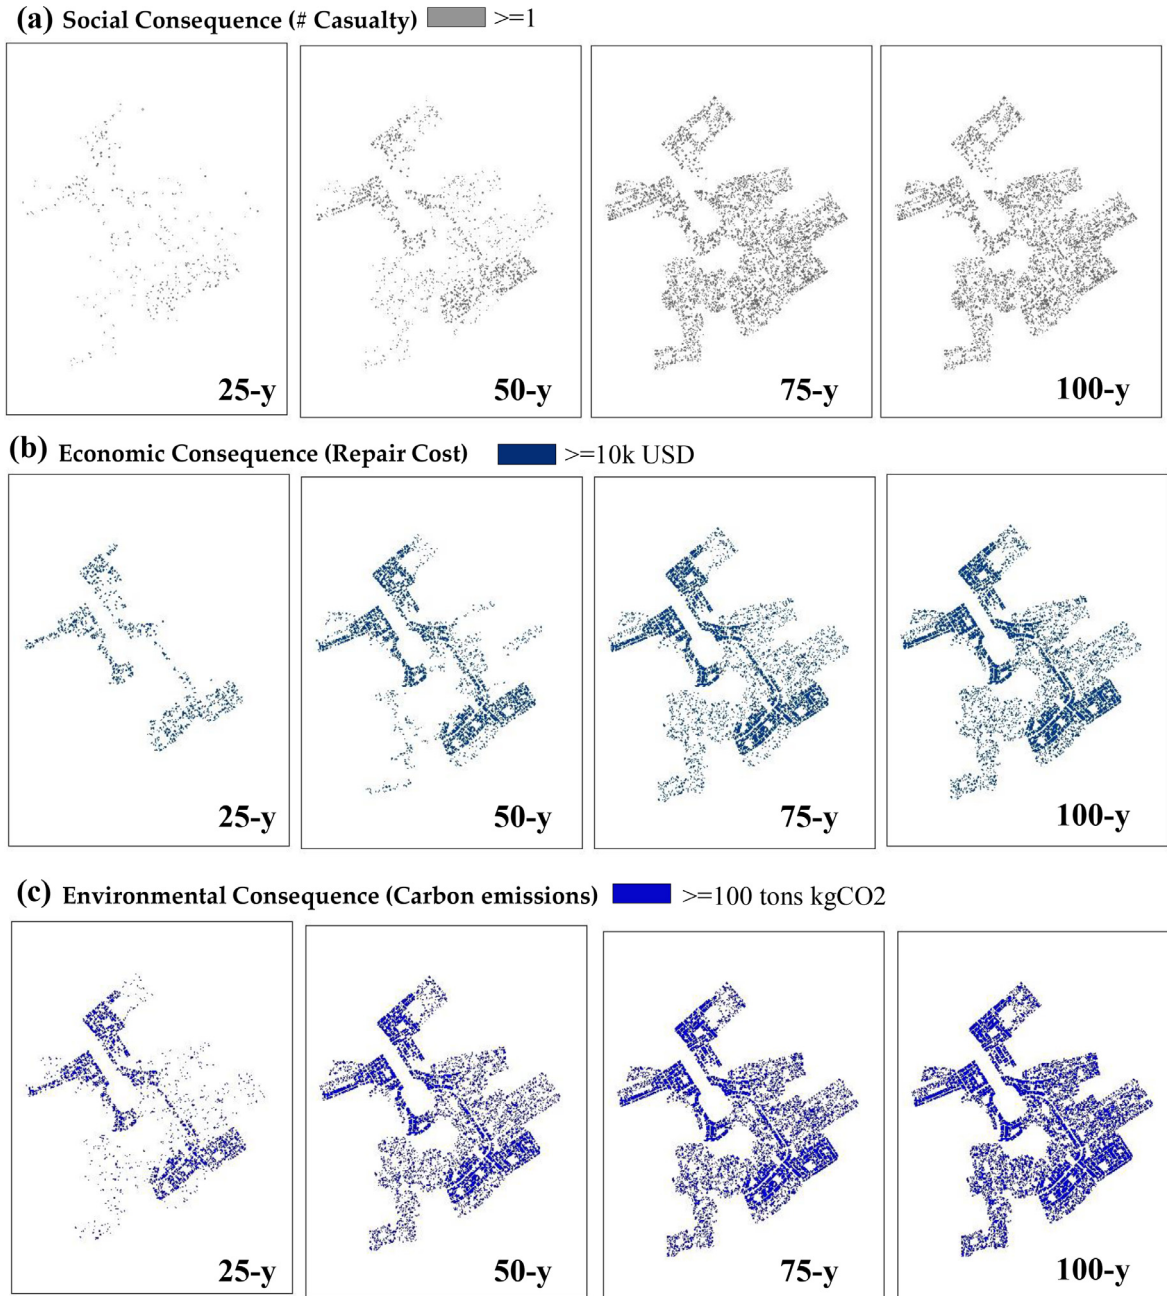 (a) Social Consequence (# Casualty) >=1
25-y 50-y 75-y 100-y
(b) Economic Consequence (Repair Cost) >=10k USD
25-y 50-y 75-y 100-y
(c) Environmental Consequence (Carbon emissions) >=100 tons kgCO2
25-y 50-y 75-y 100-y